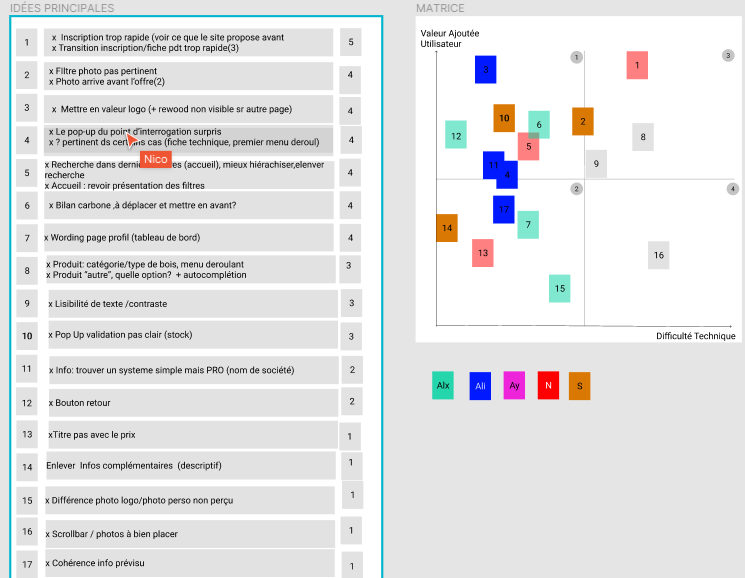 IDÉES PRINCIPALES
1
x Inscription trop rapide (voir ce que le site propose avant
x Transition inscription/fiche pdt trop rapide(3)
5
2
x Filtre photo pas pertinent
x Photo arrive avant l'offre(2)
4
3
x Mettre en valeur logo (+ rewood non visible sr autre page)
4
4
x Le pop-up du point d'interrogation surpris
x ? pertinent ds certains cas (fiche technique, premier menu deroul)
4
Nico
5
x Recherche dans
(accueil), mieux hiérachiser,elenver
recherche
x Accueil : revoir présentation des filtres
4
6
x Bilan carbone ,à déplacer et mettre en avant?
4
7
x Wording page profil (tableau de bord)
4
8
x Produit: catégorie/type de bois, menu deroulant
x Produit "autre", quelle option? + autocomplétion
3
9
x Lisibilité de texte /contraste
3
10
x Pop Up validation pas clair (stock)
3
11
x Info: trouver un systeme simple mais PRO (nom de société)
2
12
x Bouton retour
2
13
xTitre pas avec le prix
1
14
Enlever Infos complémentaires (descriptif)
1
15
x Différence photo logo/photo perso non perçu
1
16
x Scrollbar / photos à bien placer
1
17
x Cohérence info prévisu
1
MATRICE
Valeur Ajoutée
Utilisateur
1
3
3
1
10
6
2
12
5
8
11
9
4
2
4
17
7
14
13
16
15
Difficulté Technique
Alx
Ali
Ay
N
S